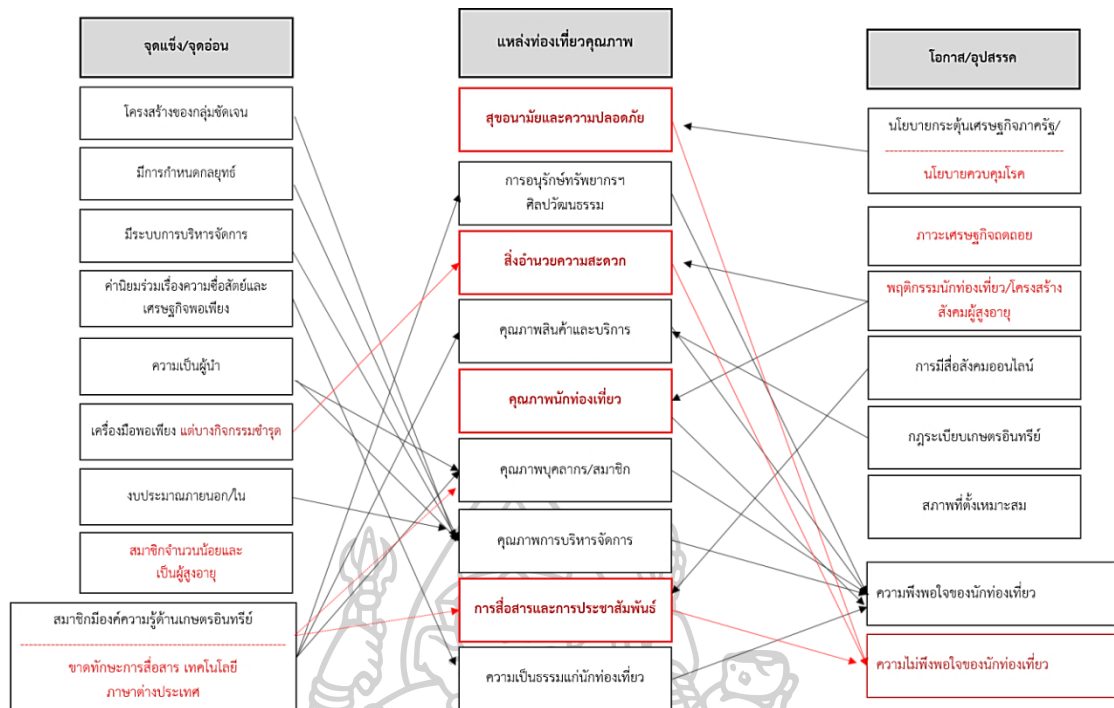 จุดแข็ง/จุดอ่อน
โครงสร้างของกลุ่มชัดเจน
มีการกำหนดกลยุทธ์
มีระบบการบริหารจัดการ
ค่านิยมร่วมเรื่องความซื่อสัตย์และ
เศรษฐกิจพอเพียง
ความเป็นผู้นำ
เครื่องมือพอเพียง แต่บางกิจกรรมชำรุด
งบประมาณภายนอก/ใน
สมาชิกจำนวนน้อยและ
เป็นผู้สูงอายุ
สมาชิกมีองค์ความรู้ด้านเกษตรอินทรีย์
ขาดทักษะการสื่อสาร เทคโนโลยี
ภาษาต่างประเทศ
แหล่งท่องเที่ยวคุณภาพ
สุขอนามัยและความปลอดภัย
การอนุรักษ์ทรัพยากรฯ
ศิลปวัฒนธรรม
สิ่งอำนวยความสะดวก
คุณภาพสินค้าและบริการ
คุณภาพนักท่องเที่ยว
คุณภาพบุคลากร/สมาชิก
คุณภาพการบริหารจัดการ
การสื่อสารและการประชาสัมพันธ์
ความเป็นธรรมแก่นักท่องเที่ยว
โอกาส/อุปสรรค
นโยบายกระตุ้นเศรษฐกิจภาครัฐ/
นโยบายควบคุมโรค
ภาวะเศรษฐกิจถดถอย
พฤติกรรมนักท่องเที่ยว/โครงสร้าง
สังคมผู้สูงอายุ
การมีสื่อสังคมออนไลน์
กฎระเบียบเกษตรอินทรีย์
สภาพที่ตั้งเหมาะสม
ความพึงพอใจของนักท่องเที่ยว
ความไม่พึงพอใจของนักท่องเที่ยว